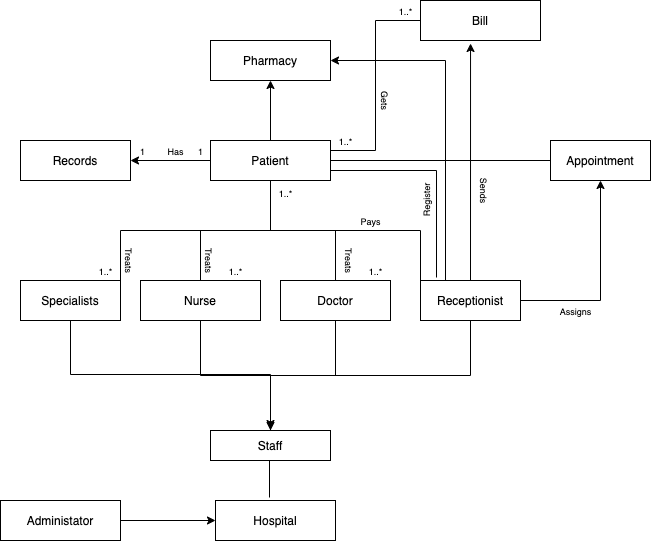 1..*
Bill
Pharmacy
Gets
1..*
Records
1
Has
1
Patient
Appointment
1..*
Register
Sends
Pays
Treats
Treats
Treats
1..*
1..*
1..*
Specialists
Nurse
Doctor
Receptionist
Assigns
Staff
Administator
Hospital